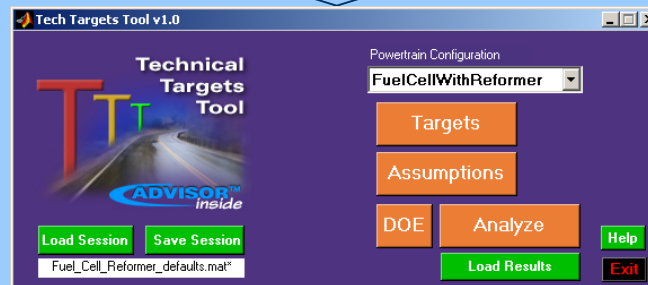 Tech Targets Tool v1.0
Technical
Targets
Tool
T T T
ADVISOR™
inside
Load Session
Save Session
Fuel_Cell_Reformer_defaults.mat*
Powertrain Configuration
FuelCellWithReformer
Targets
Assumptions
DOE
Analyze
Load Results
Help
Exit